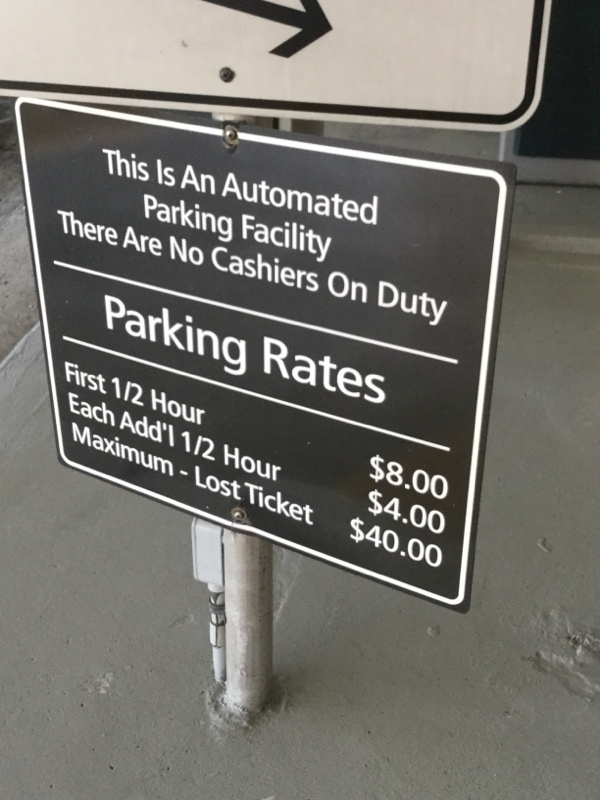 This Is An Automated
Parking Facility
There Are No Cashiers On Duty
Parking Rates
First 1/2 Hour $8.00
Each Add'l 1/2 Hour $4.00
Maximum - Lost Ticket $40.00